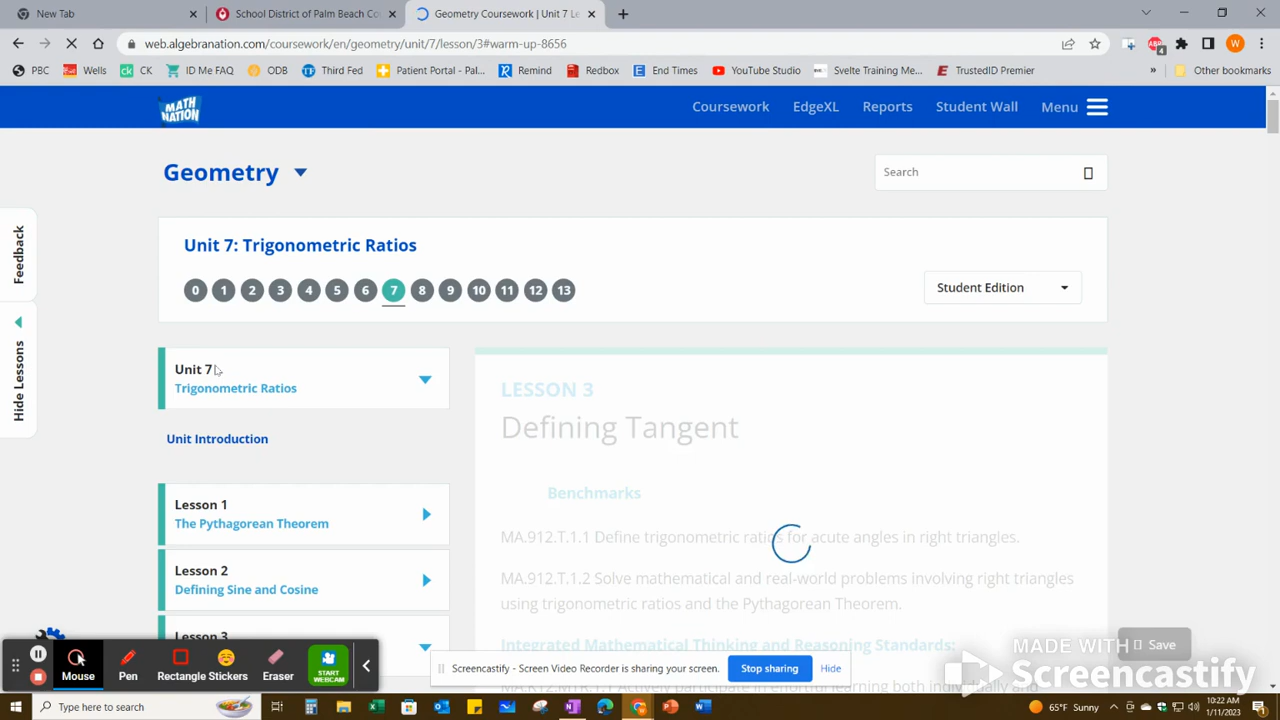 New Tab
School District of Palm Beach Co
Geometry Coursework | Unit 7 Le
web.algebranation.com/coursework/en/geometry/unit/7/lesson/3#warm-up-8656
ABP
4
W
PBC
Wells
CK
ID Me FAQ
ODB
Third Fed
Patient Portal - Pal...
Remind
Redbox
End Times
YouTube Studio
Svelte Training Me...
TrustedID Premier
Other bookmarks
MATH NATION
Coursework
EdgeXL
Reports
Student Wall
Menu
Geometry
Search
Feedback
Hide Lessons
Unit 7: Trigonometric Ratios
0 1 2 3 4 5 6 7 8 9 10 11 12 13
Student Edition
Unit 7
Trigonometric Ratios
Unit Introduction
Lesson 1
The Pythagorean Theorem
Lesson 2
Defining Sine and Cosine
Lesson 3
LESSON 3
Defining Tangent
Benchmarks
MA.912.T.1.1 Define trigonometric ratios for acute angles in right triangles.
MA.912.T.1.2 Solve mathematical and real-world problems involving right triangles
using trigonometric ratios and the Pythagorean Theorem.
Integrated Mathematical Thinking and Reasoning Standards:
Save
MADE WITH
Screencastify
Mouse
Pen
Rectangle Stickers
Eraser
START WEBCAM
Screencastify - Screen Video Recorder is sharing your screen.
Stop sharing
Hide
Type here to search
65°F Sunny
10:22 AM
1/11/2023